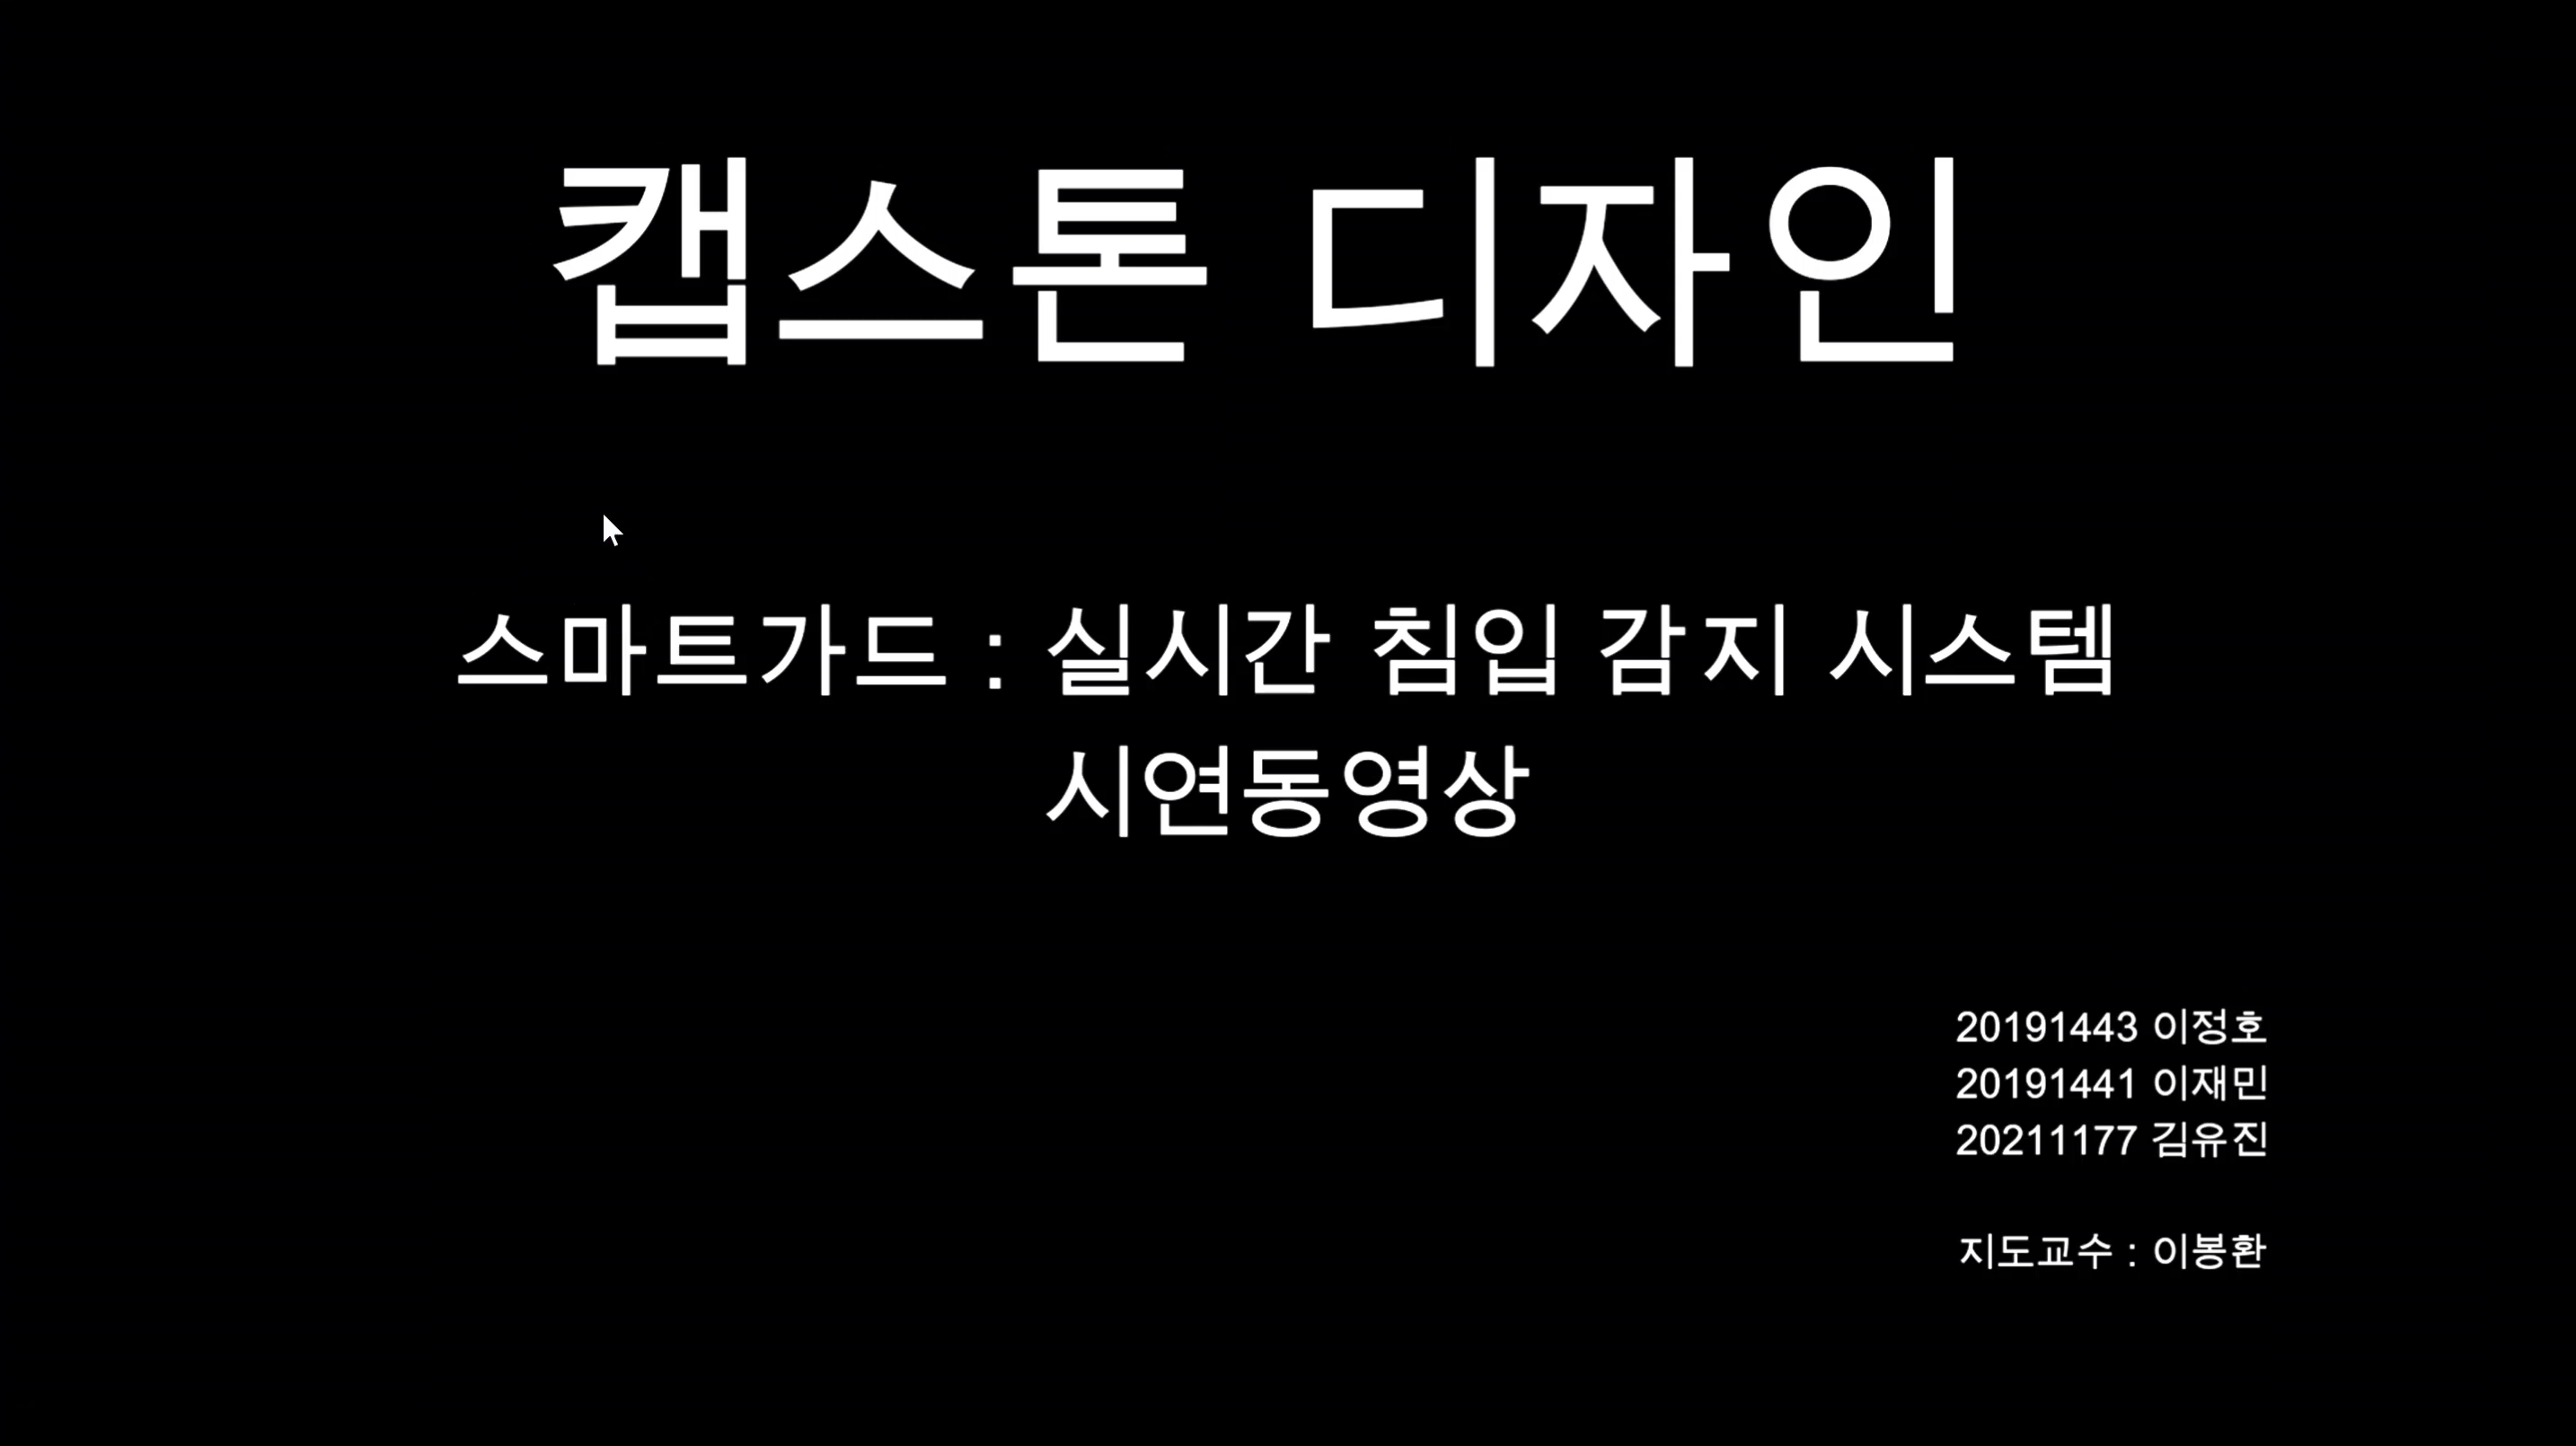 캡스톤 디자인
스마트가드 : 실시간 침입 감지 시스템
시연동영상
20191443 이정호
20191441 이재민
20211177 김유진
지도교수 : 이봉환